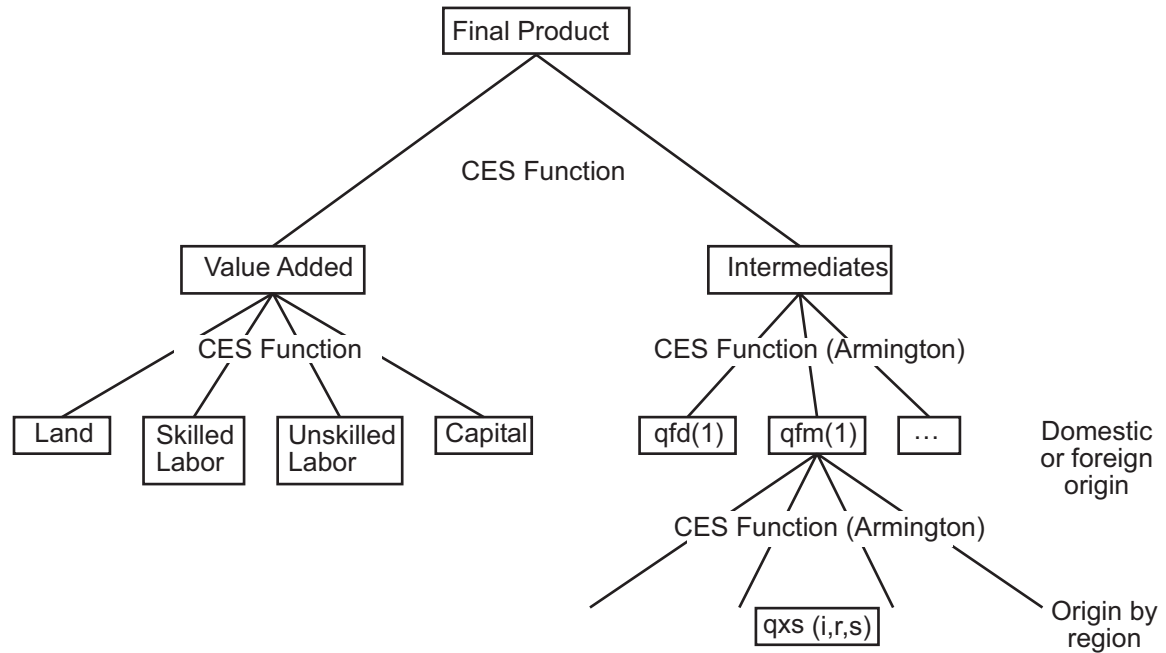 Final Product
CES Function
Value Added
Intermediates
CES Function
CES Function (Armington)
Land
Skilled
Labor
Unskilled
Labor
Capital
qfd(1)
qfm(1)
…
Domestic
or foreign
origin
CES Function (Armington)
qxs (i,r,s)
Origin by
region